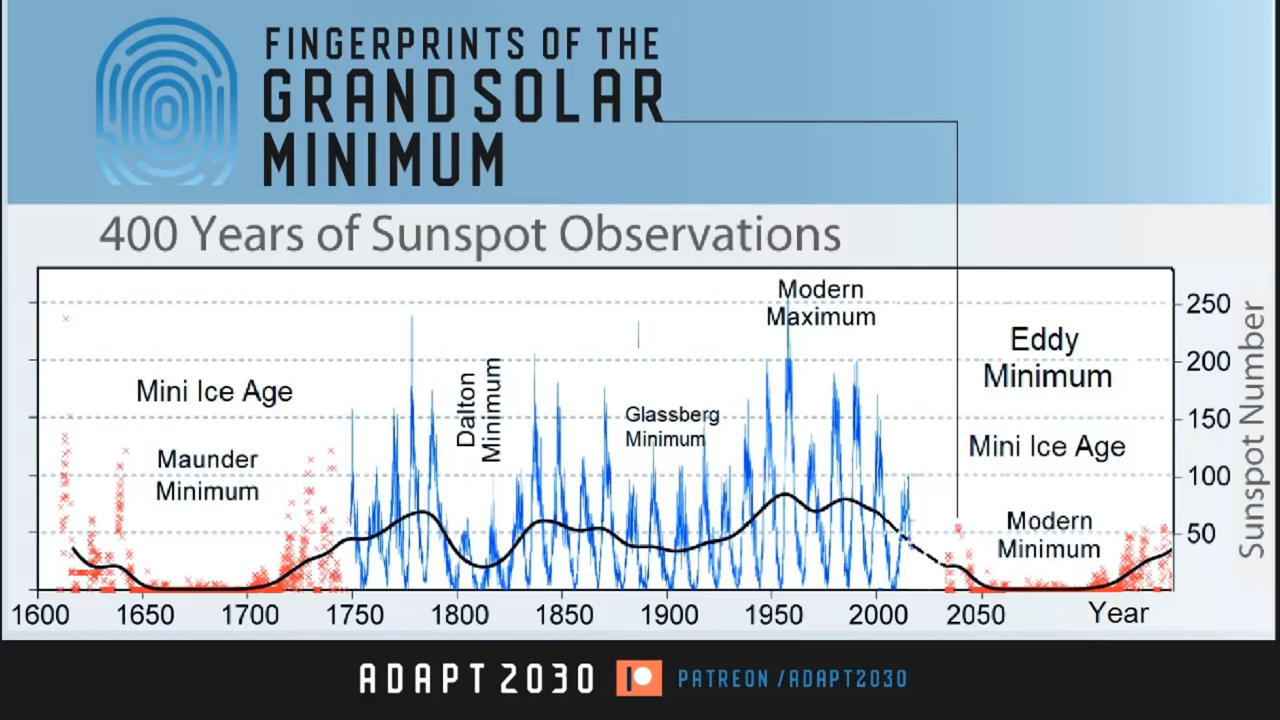 FINGERPRINTS OF THE
GRAND SOLAR
MINIMUM
400 Years of Sunspot Observations
Modern
Maximum
250
Eddy
Minimum
200
Mini Ice Age
Dalton
Minimum
Glassberg
Minimum
150
Mini Ice Age
Maunder
Minimum
100
Modern
Minimum
50
Sunspot Number
1600 1650 1700 1750 1800 1850 1900 1950 2000 2050 Year
ADAPT 2030 PATREON /ADAPT2030